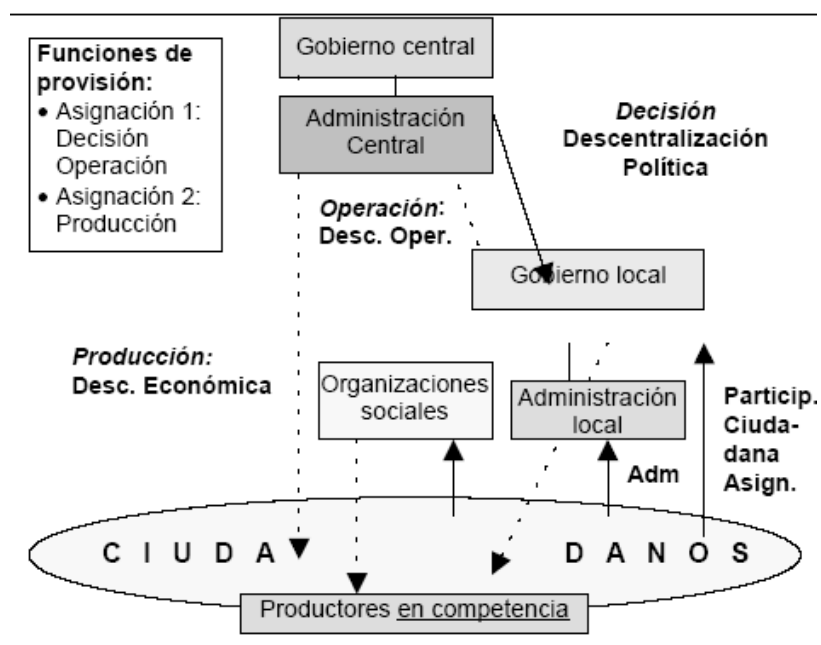 Funciones de
provisión:
• Asignación 1:
Decisión
Operación
• Asignación 2:
Producción
Gobierno central
Administración
Central
Decisión
Descentralización
Política
Operación:
Desc. Oper.
Gobierno local
Producción:
Desc. Económica
Organizaciones
sociales
Administración
local
Particip.
Ciuda-
dana
Asign.
Adm
C I U D A D A N O S
Productores en competencia